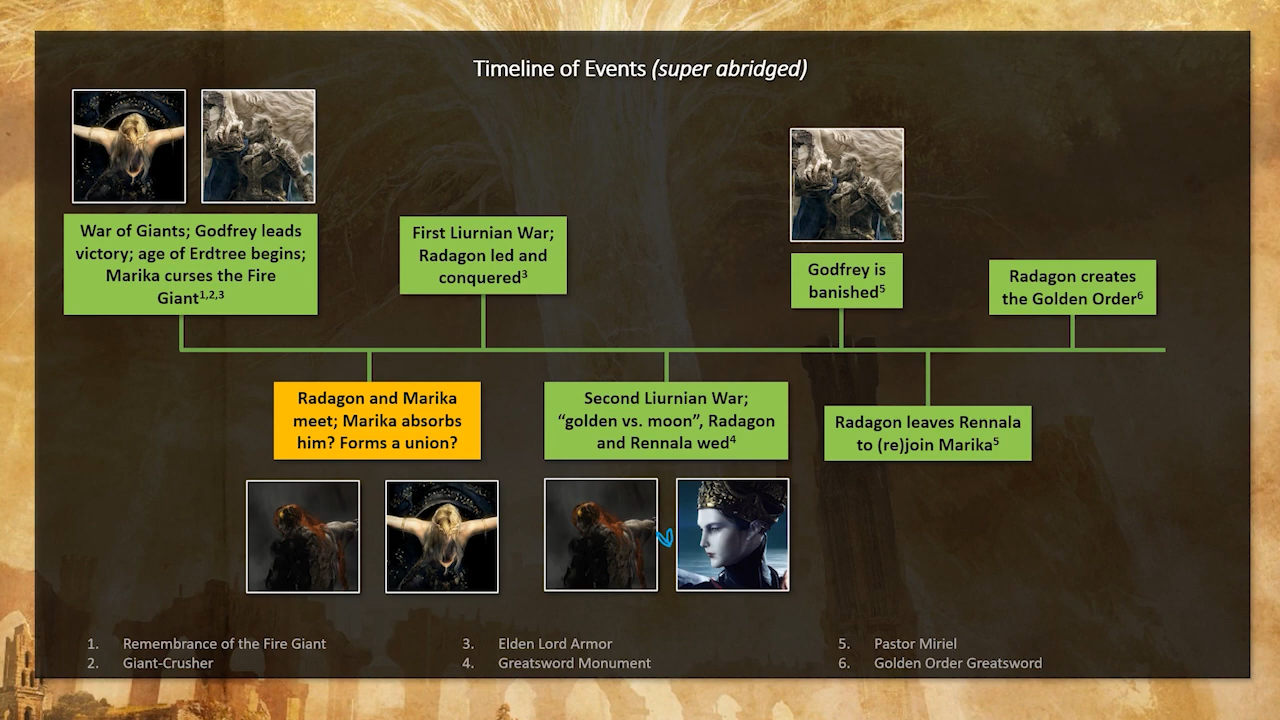 Timeline of Events (super abridged)
War of Giants; Godfrey leads
victory; age of Erdtree begins;
Marika curses the Fire
Giant1,2,3
First Liurnian War;
Radagon led and
conquered3
Godfrey is
banished5
Radagon creates
the Golden Order6
Radagon and Marika
meet; Marika absorbs
him? Forms a union?
Second Liurnian War;
“golden vs. moon”, Radagon
and Rennala wed4
Radagon leaves Rennala
to (re)join Marika5
1. Remembrance of the Fire Giant
2. Giant-Crusher
3. Elden Lord Armor
4. Greatsword Monument
5. Pastor Miriel
6. Golden Order Greatsword